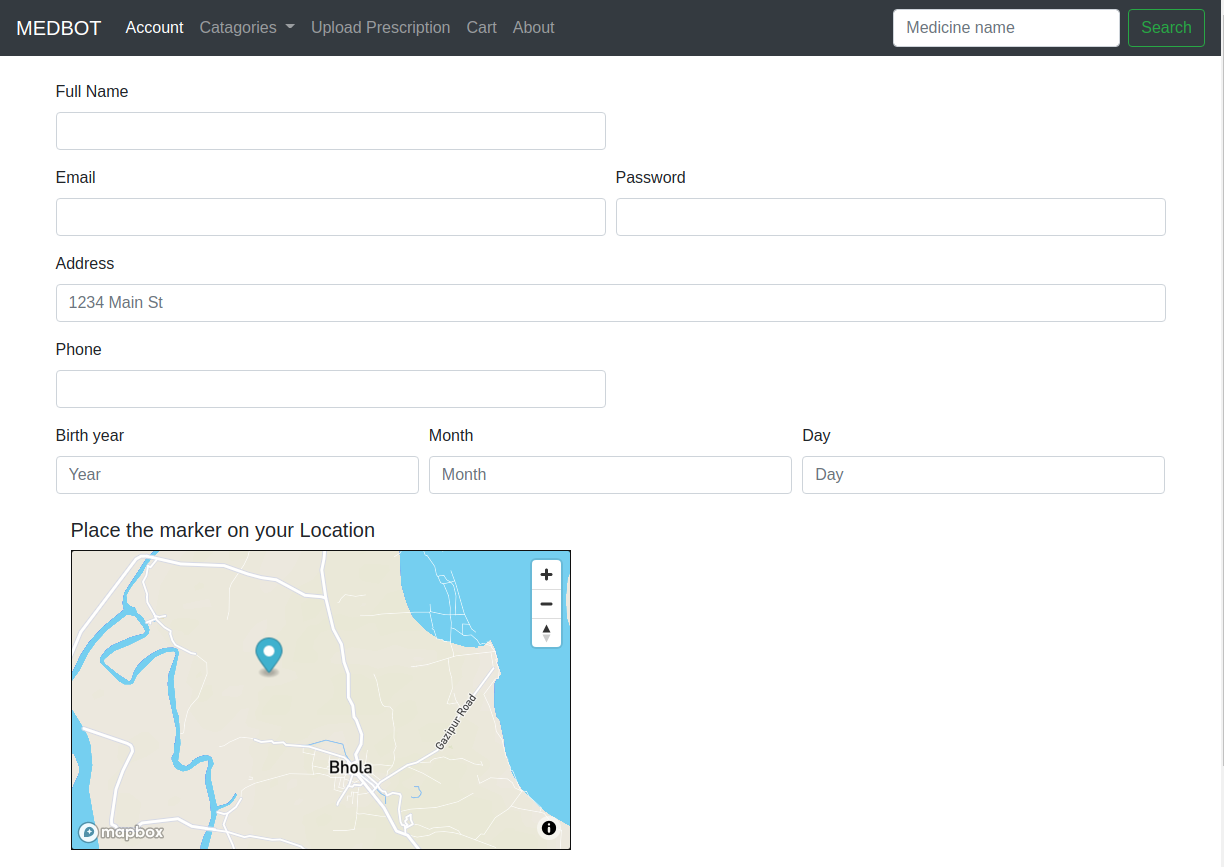 MEDBOT Account Catagories Upload Prescription Cart About Medicine name Search
Full Name
Email Password
Address
1234 Main St
Phone
Birth year Month Day
Year Month Day
Place the marker on your Location
Gazipur Road
Bhola
mapbox